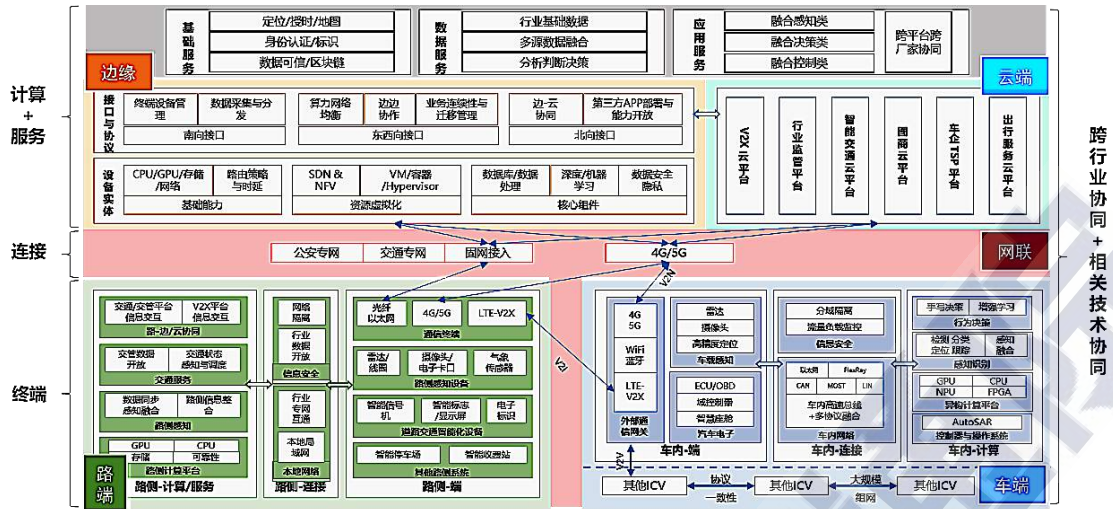 基础服务
定位/授时/地图
身份认证/标识
数据可信/区块链
数据服务
行业基础数据
多源数据融合
分析判断决策
应用服务
融合感知类
融合决策类
融合控制类
跨平台跨
厂家协同
边缘
云端
计算
+
服务
接口与协议
终端设备管
理
数据采集与分
发
南向接口
算力网络
均衡
边边
协作
业务连续性与
迁移管理
东西向接口
边-云
协同
第三方APP部署与
能力开放
北向接口
设备实体
CPU/GPU/存储
/网络
路由策略
与时延
基础能力
SDN &
NFV
VM/容器
/Hypervisor
资源虚拟化
数据库/数据
处理
深度/机器
学习
数据安全
隐私
核心组件
V2X云平台
行业监管平台
智能交通云平台
图商云平台
车企TSP平台
出行服务云平台
跨行业协同+相关技术协同
连接
公安专网
交通专网
固网接入
4G/5G
网联
V2N
V2I
V2V
终端
交通/交管平台
信息交互
V2X平台
信息交互
路-边/云协同
交管数据
开放
交通状态
感知与调度
交通服务
数据同步
感知融合
路侧信息整
合
路侧感知
GPU
CPU
存储
可靠性
路侧计算平台
路侧-计算/服务
网络
隔离
行业
数据
开放
信息安全
行业
专网
互通
本地局
域网
本地网络
路侧-连接
光纤
以太网
4G/5G
LTE-V2X
通信终端
雷达/
线圈
摄像头/
电子卡口
气象
传感器
路侧感知设备
智能信号
机
智能标志
/显示屏
电子
标识
道路交通智能化设备
智能停车场
智能收费站
其他路侧系统
路侧-端
路端
4G
5G
WiFi
蓝牙
LTE-
V2X
外部通
信网关
雷达
摄像头
高精度定位
车载感知
ECU/OBD
域控制器
智慧座舱
汽车电子
车内-端
分域隔离
流量负载监控
信息安全
以太网
FlexRay
CAN
MOST
LIN
车内高速总线
+多协议融合
车内网络
车内-连接
手写决策
增强学习
行为决策
检测 分类
定位 跟踪
感知
融合
感知识别
GPU
CPU
NPU
FPGA
异构计算平台
AutoSAR
控制器与操作系统
车内-计算
其他ICV
协议
一致性
其他ICV
大规模
组网
其他ICV
车端